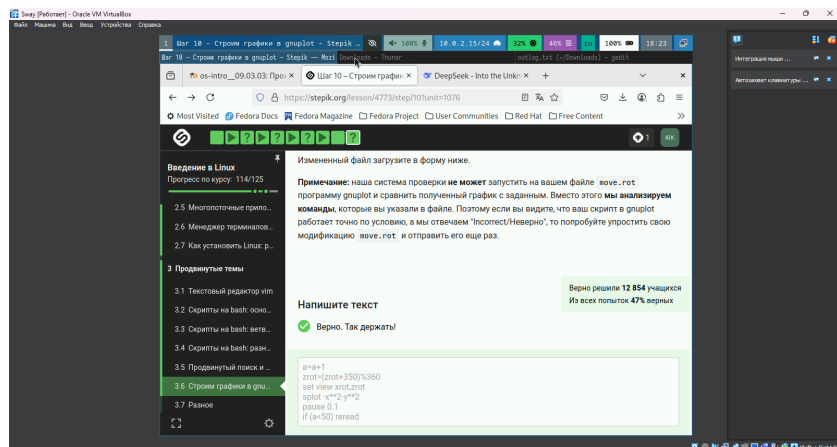 Sway [Работает] - Oracle VM VirtualBox
Файл Машина Вид Ввод Устройства Справка
1 Шаг 10 - Строим графики в gnuplot - Stepik … 100% 10.0.2.15/24 32% 46% ru 100% 18:23
Шаг 10 - Строим графики в gnuplot - Stepik — Mozi Downloads - Thunar outlog.txt (~/Downloads) - gedit
os-intro__09.03.03: Про × Шаг 10 – Строим график × DeepSeek - Into the Unkn × +
https://stepik.org/lesson/4773/step/10?unit=1076
Most Visited Fedora Docs Fedora Magazine Fedora Project User Communities Red Hat Free Content
1 ЮК
Введение в Linux
Прогресс по курсу: 114/125
2.5 Многопоточные прило...
2.6 Менеджер терминалов...
2.7 Как установить Linux: р...
3 Продвинутые темы
3.1 Текстовый редактор vim
3.2 Скрипты на bash: осно...
3.3 Скрипты на bash: ветв...
3.4 Скрипты на bash: разн...
3.5 Продвинутый поиск и ...
3.6 Строим графики в gnu...
3.7 Разное
Измененный файл загрузите в форму ниже.
Примечание: наша система проверки не может запустить на вашем файле move.rot
программу gnuplot и сравнить полученный график с заданным. Вместо этого мы анализируем
команды, которые вы указали в файле. Поэтому если вы видите, что ваш скрипт в gnuplot
работает точно по условию, а мы отвечаем "Incorrect/Неверно", то попробуйте упростить свою
модификацию move.rot и отправить его еще раз.
Верно решили 12 854 учащихся
Из всех попыток 47% верных
Напишите текст
Верно. Так держать!
a=a+1
zrot=(zrot+350)%360
set view xrot,zrot
splot -x**2-y**2
pause 0.1
if (a<50) reread
Интеграция мыши ...
Автозахват клавиатуры ...